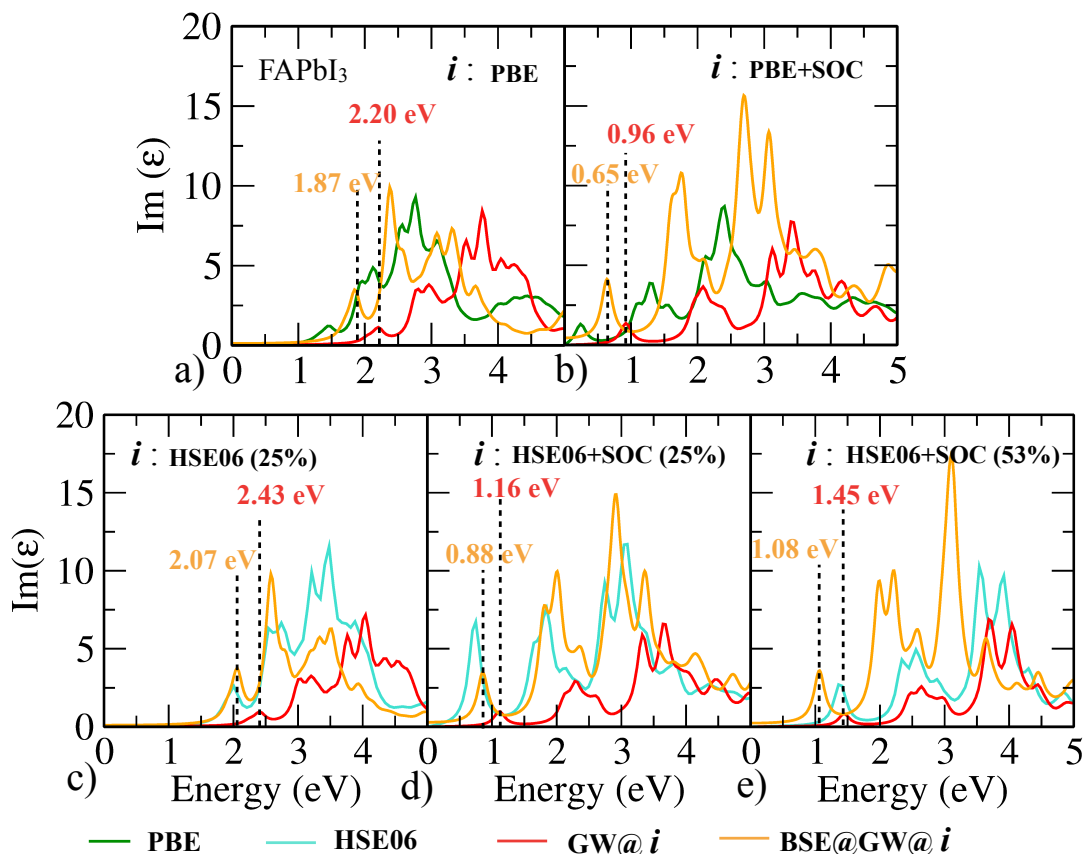 20
15
10
5
0
Im (ε)
FAPbI₃
i : PBE
2.20 eV
1.87 eV
a)
0 1 2 3 4
i : PBE+SOC
0.96 eV
0.65 eV
b)
1 2 3 4 5
20
15
10
5
0
Im(ε)
i : HSE06 (25%)
2.43 eV
2.07 eV
i : HSE06+SOC (25%)
1.16 eV
0.88 eV
i : HSE06+SOC (53%)
1.45 eV
1.08 eV
0 1 2 3 4
0 1 2 3 4
0 1 2 3 4 5
c) Energy (eV)
d) Energy (eV)
e) Energy (eV)
PBE HSE06 GW@ i BSE@GW@ i